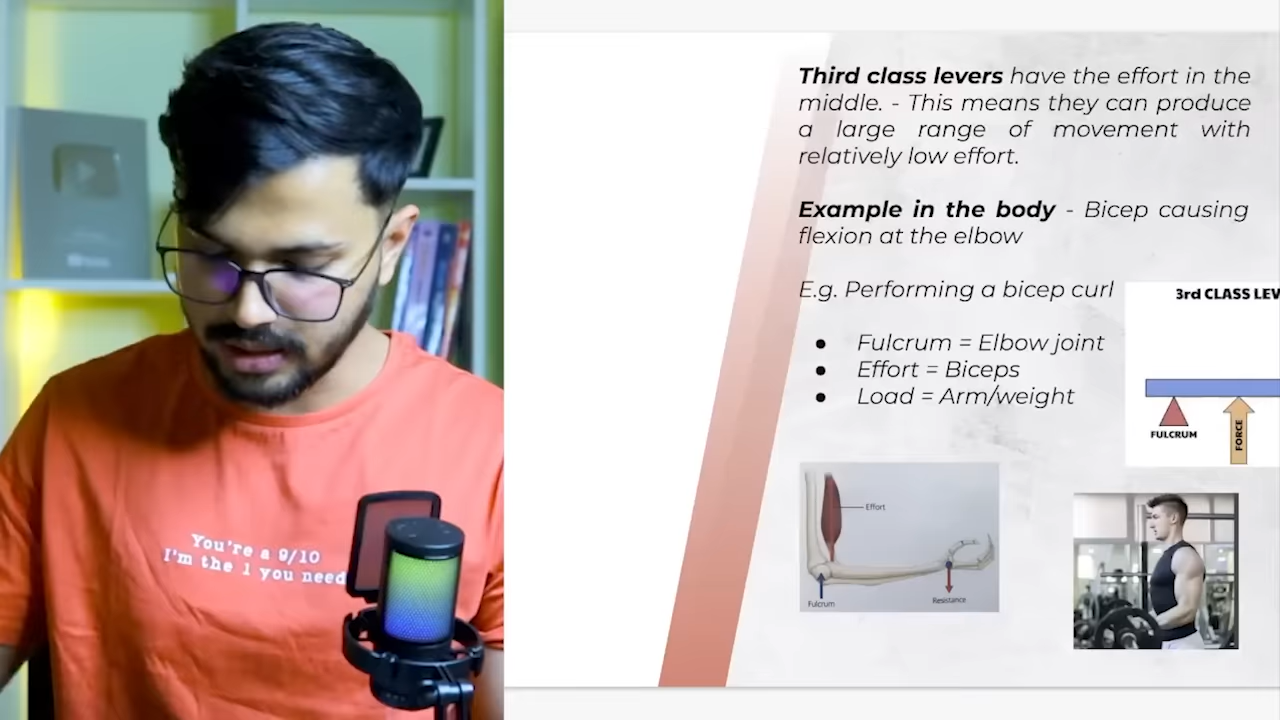 You're a 9/10
I'm the 1 you need
Third class levers have the effort in the
middle. - This means they can produce
a large range of movement with
relatively low effort.
Example in the body - Bicep causing
flexion at the elbow
E.g. Performing a bicep curl
● Fulcrum = Elbow joint
● Effort = Biceps
● Load = Arm/weight
3rd CLASS LEV
FULCRUM
FORCE
Effort
Fulcrum
Resistance